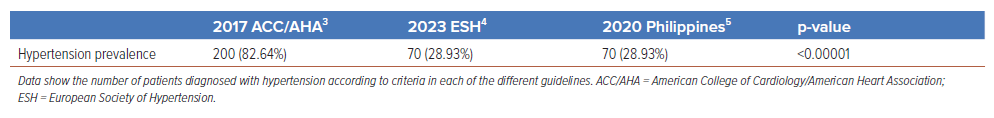 2017 ACC/AHA3 2023 ESH4 2020 Philippines5 p-value
Hypertension prevalence 200 (82.64%) 70 (28.93%) 70 (28.93%) <0.00001
Data show the number of patients diagnosed with hypertension according to criteria in each of the different guidelines. ACC/AHA = American College of Cardiology/American Heart Association;
ESH = European Society of Hypertension.